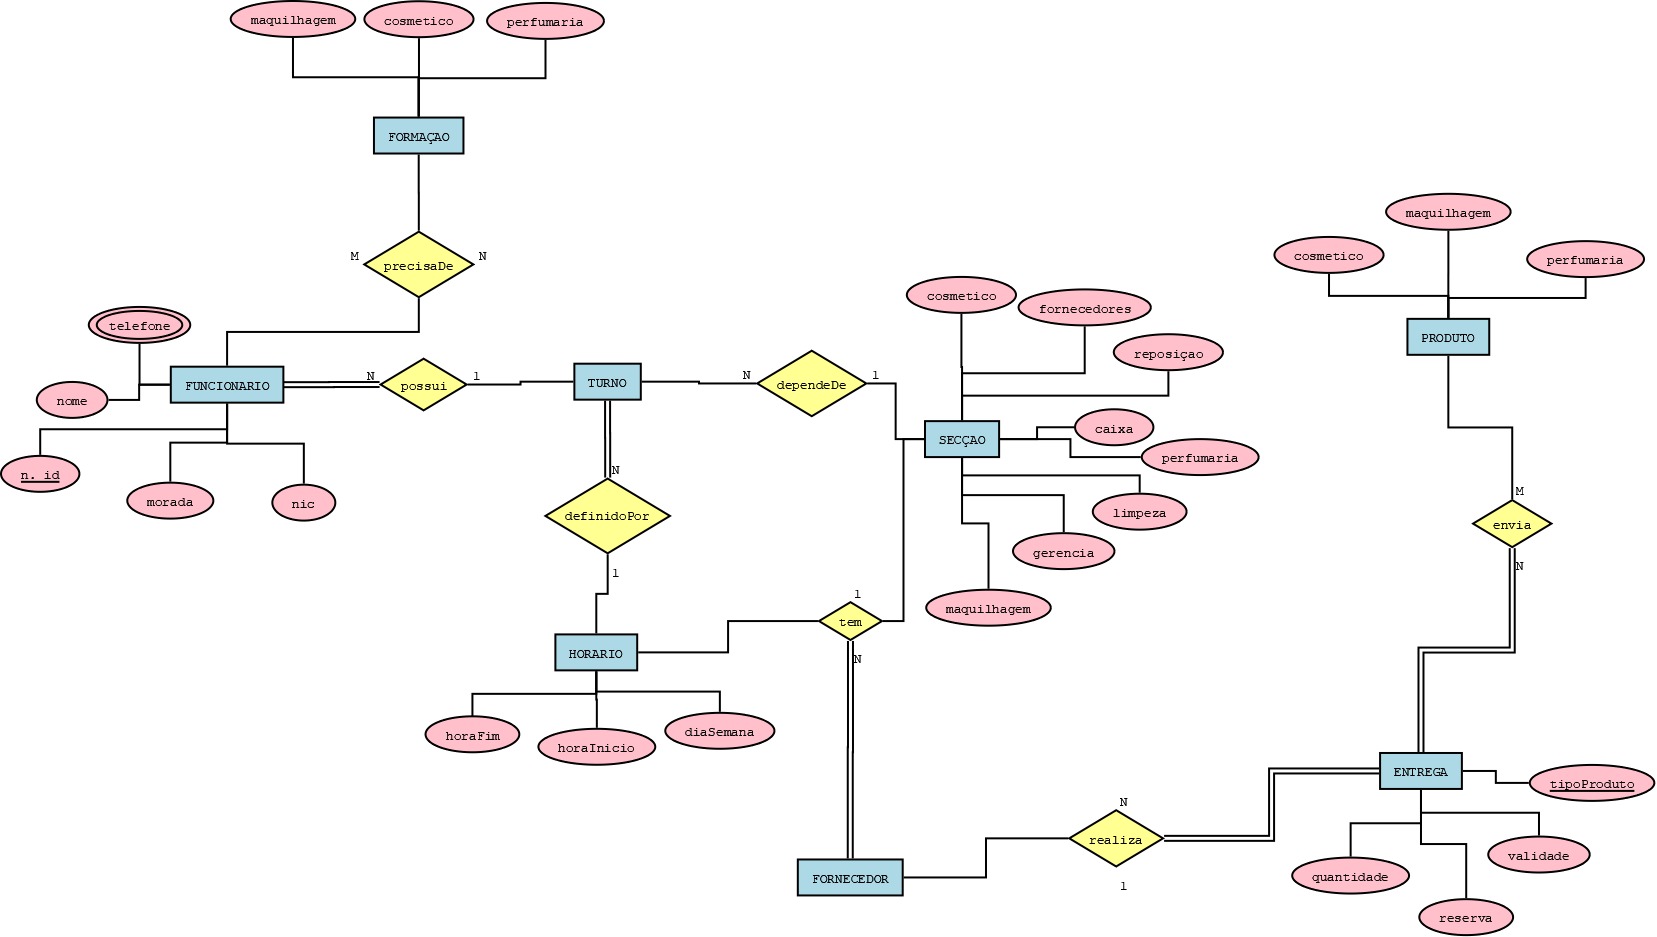 maquilhagem
cosmetico
perfumaria
FORMAÇAO
precisaDe
M
N
telefone
nome
FUNCIONARIO
n. id
morada
nic
N
possui
1
TURNO
N
dependeDe
1
cosmetico
fornecedores
reposiçao
SECÇAO
caixa
perfumaria
limpeza
gerencia
maquilhagem
N
definidoPor
1
HORARIO
horaFim
horaInicio
diaSemana
1
tem
N
FORNECEDOR
N
realiza
1
maquilhagem
cosmetico
perfumaria
PRODUTO
M
envia
N
ENTREGA
tipoProduto
quantidade
validade
reserva